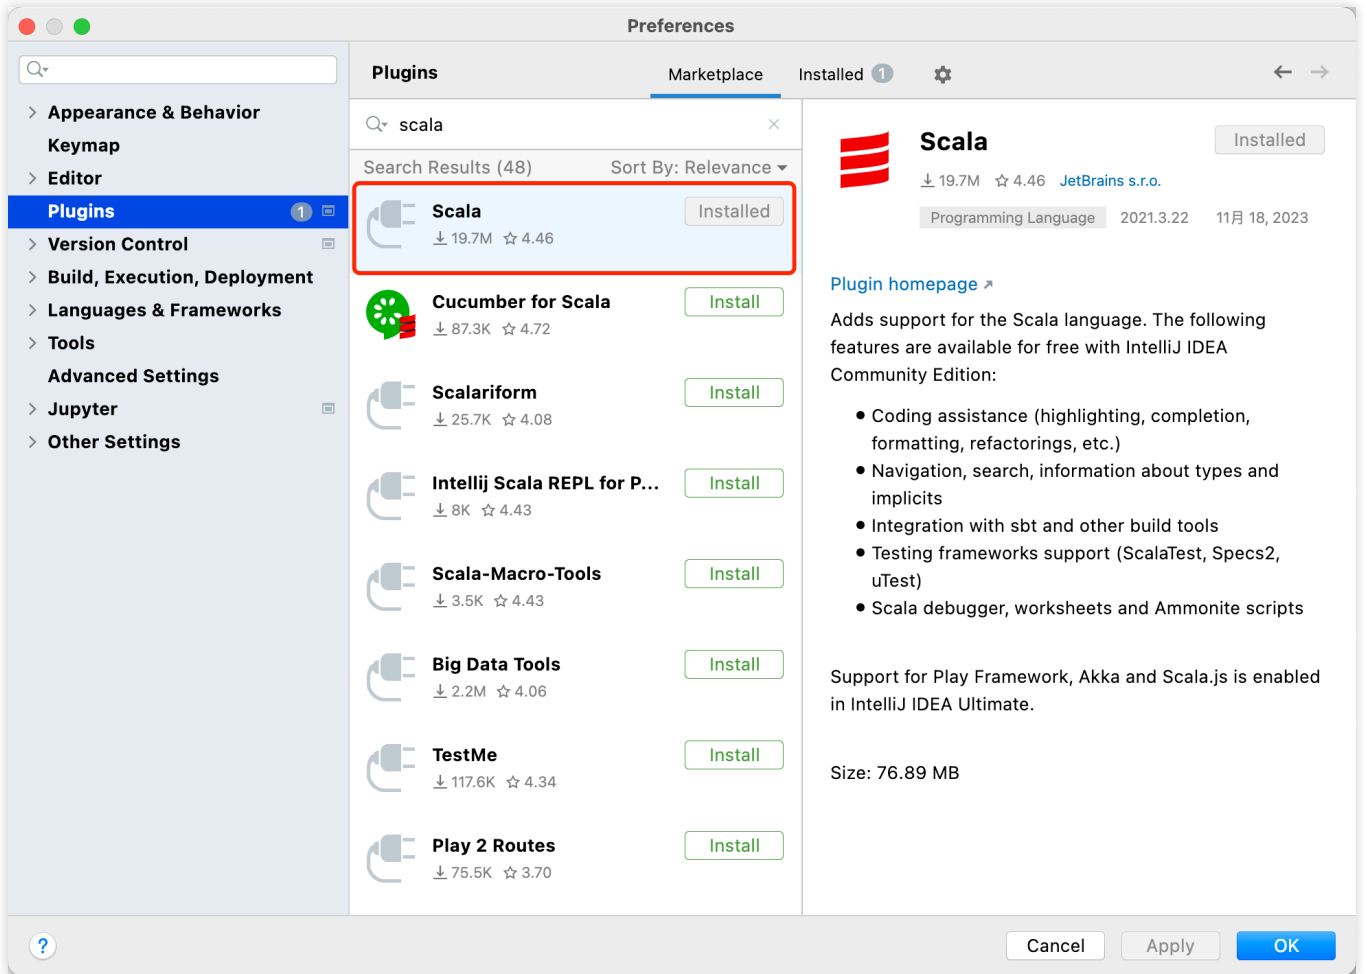 Preferences
Plugins
Marketplace
Installed 1
Appearance & Behavior
Keymap
Editor
Plugins 1
Version Control
Build, Execution, Deployment
Languages & Frameworks
Tools
Advanced Settings
Jupyter
Other Settings
scala
Search Results (48) Sort By: Relevance
Scala Installed
19.7M 4.46
Cucumber for Scala Install
87.3K 4.72
Scalariform Install
25.7K 4.08
Intellij Scala REPL for P... Install
8K 4.43
Scala-Macro-Tools Install
3.5K 4.43
Big Data Tools Install
2.2M 4.06
TestMe Install
117.6K 4.34
Play 2 Routes Install
75.5K 3.70
Scala Installed
19.7M 4.46 JetBrains s.r.o.
Programming Language 2021.3.22 11月 18, 2023
Plugin homepage
Adds support for the Scala language. The following
features are available for free with IntelliJ IDEA
Community Edition:
● Coding assistance (highlighting, completion,
formatting, refactorings, etc.)
● Navigation, search, information about types and
implicits
● Integration with sbt and other build tools
● Testing frameworks support (ScalaTest, Specs2,
uTest)
● Scala debugger, worksheets and Ammonite scripts
Support for Play Framework, Akka and Scala.js is enabled
in IntelliJ IDEA Ultimate.
Size: 76.89 MB
?
Cancel Apply OK